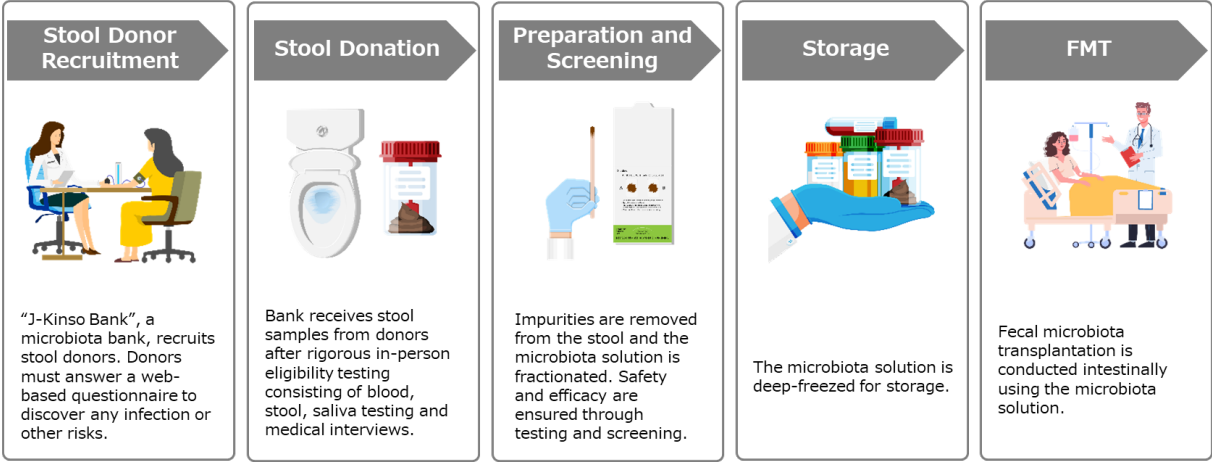 Stool Donor
Recruitment
Stool Donation
Preparation and
Screening
Storage
FMT
“J-Kinso Bank”, a
microbiota bank, recruits
stool donors. Donors
must answer a web-
based questionnaire to
discover any infection or
other risks.
Bank receives stool
samples from donors
after rigorous in-person
eligibility testing
consisting of blood,
stool, saliva testing and
medical interviews.
Impurities are removed
from the stool and the
microbiota solution is
fractionated. Safety
and efficacy are
ensured through
testing and screening.
The microbiota solution is
deep-freezed for storage.
Fecal microbiota
transplantation is
conducted intestinally
using the microbiota
solution.